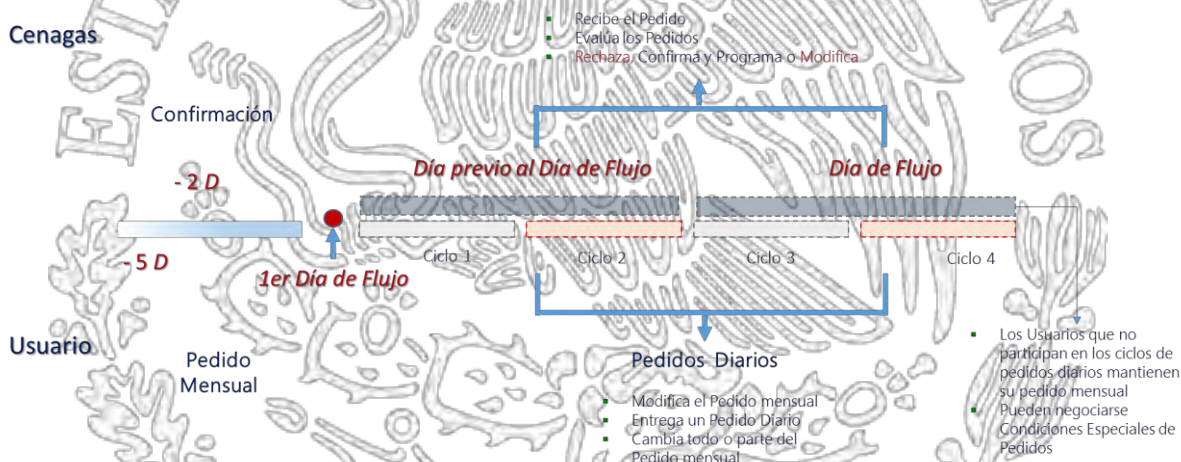 Cenagas
Recibe el Pedido
Evalúa los Pedidos
Rechaza, Confirma y Programa o Modifica
Confirmación
Día previo al Día de Flujo
Día de Flujo
- 2 D
- 5 D
1er Día de Flujo
Ciclo 1
Ciclo 2
Ciclo 3
Ciclo 4
Usuario
Pedido
Mensual
Pedidos Diarios
Modifica el Pedido mensual
Entrega un Pedido Diario
Cambia todo o parte del
Pedido mensual
Los Usuarios que no
participan en los ciclos de
pedidos diarios mantienen
su pedido mensual
Pueden negociarse
Condiciones Especiales de
Pedidos
ES
NOS